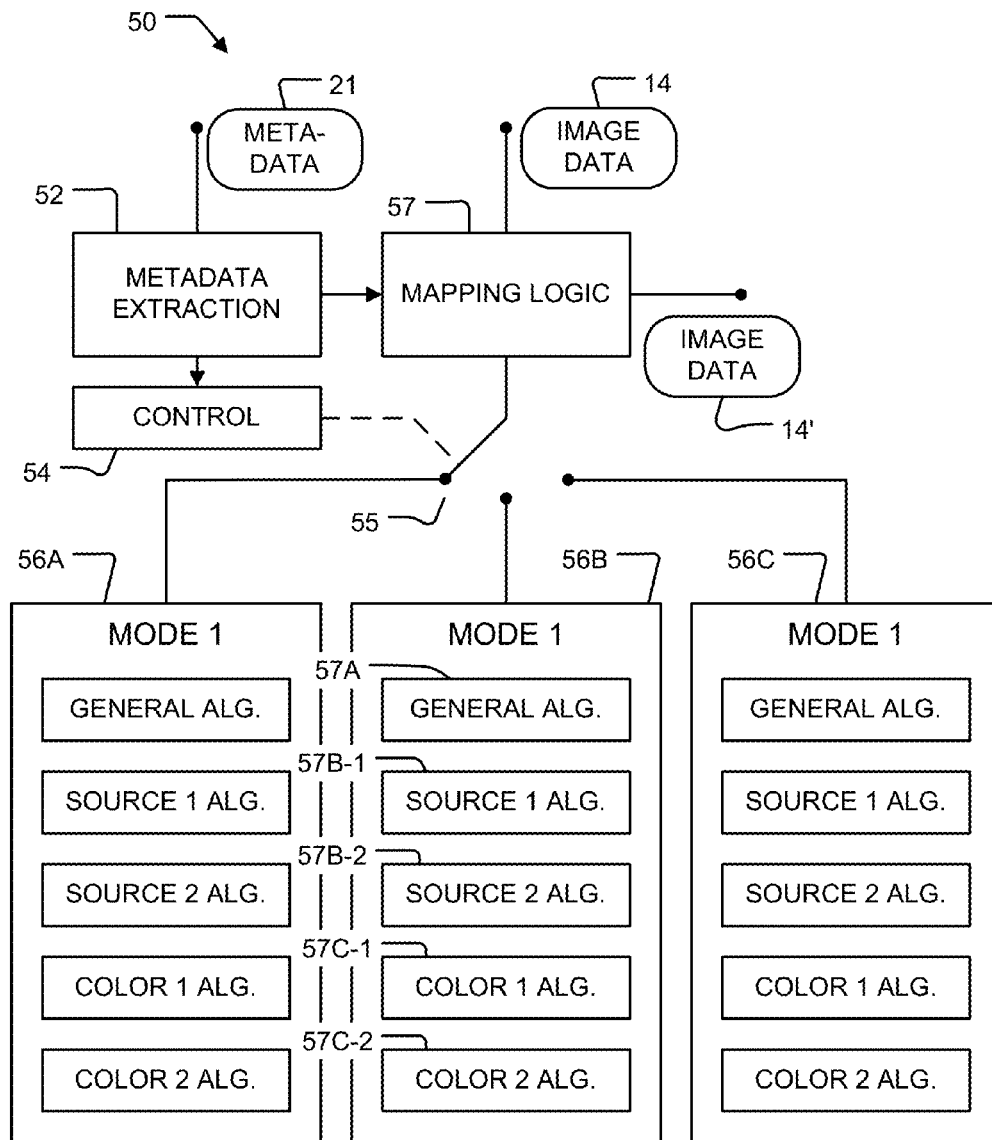 50
21
14
META-
DATA
IMAGE
DATA
52
57
METADATA
EXTRACTION
MAPPING LOGIC
IMAGE
DATA
CONTROL
14'
54
55
56A
56B
56C
MODE 1
MODE 1
MODE 1
57A
GENERAL ALG.
GENERAL ALG.
GENERAL ALG.
57B-1
SOURCE 1 ALG.
SOURCE 1 ALG.
SOURCE 1 ALG.
57B-2
SOURCE 2 ALG.
SOURCE 2 ALG.
SOURCE 2 ALG.
57C-1
COLOR 1 ALG.
COLOR 1 ALG.
COLOR 1 ALG.
57C-2
COLOR 2 ALG.
COLOR 2 ALG.
COLOR 2 ALG.